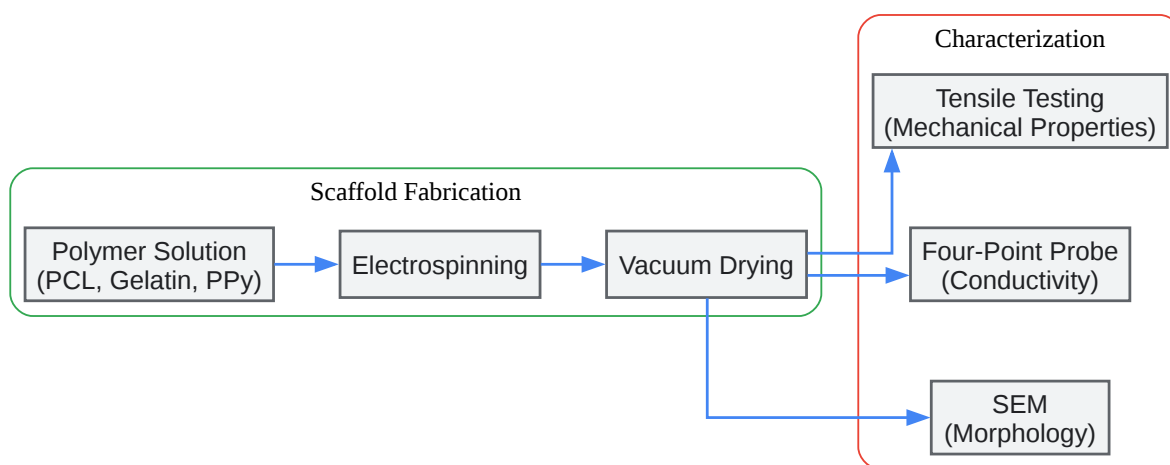 Characterization
Tensile Testing
(Mechanical Properties)
Scaffold Fabrication
Polymer Solution
(PCL, Gelatin, PPy)
Electrospinning
Vacuum Drying
Four-Point Probe
(Conductivity)
SEM
(Morphology)